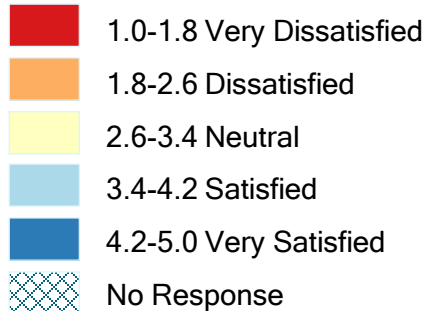 1.0-1.8 Very Dissatisfied
1.8-2.6 Dissatisfied
2.6-3.4 Neutral
3.4-4.2 Satisfied
4.2-5.0 Very Satisfied
No Response